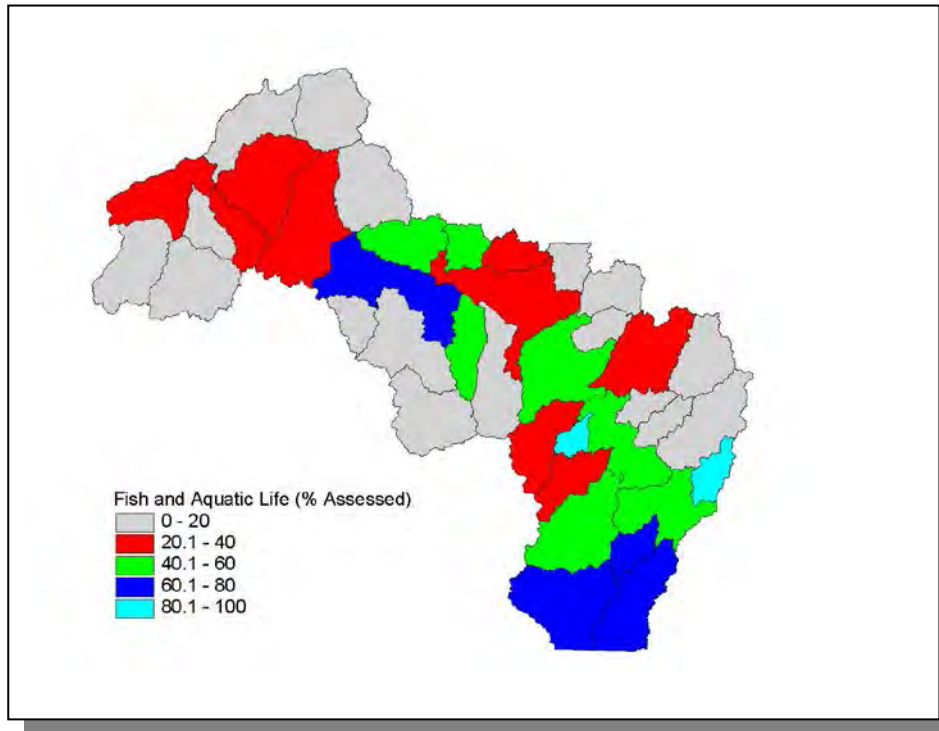 Fish and Aquatic Life (% Assessed)
0 - 20
20.1 - 40
40.1 - 60
60.1 - 80
80.1 - 100